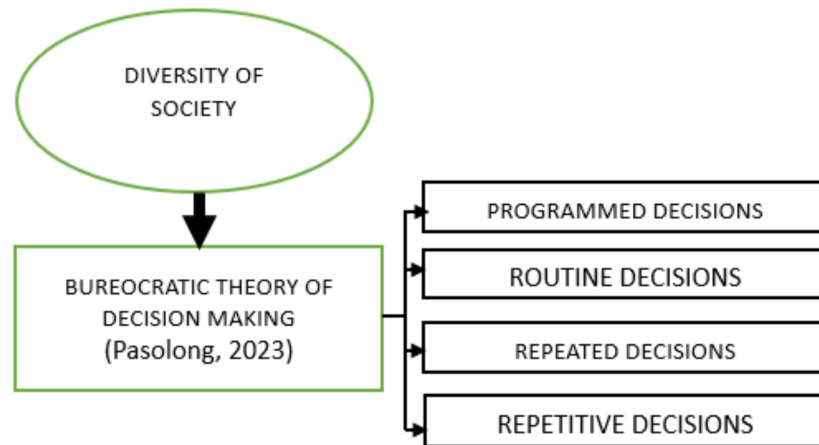 DIVERSITY OF
SOCIETY
PROGRAMMED DECISIONS
BUREOCRATIC THEORY OF
DECISION MAKING
(Pasolong, 2023)
ROUTINE DECISIONS
REPEATED DECISIONS
REPETITIVE DECISIONS